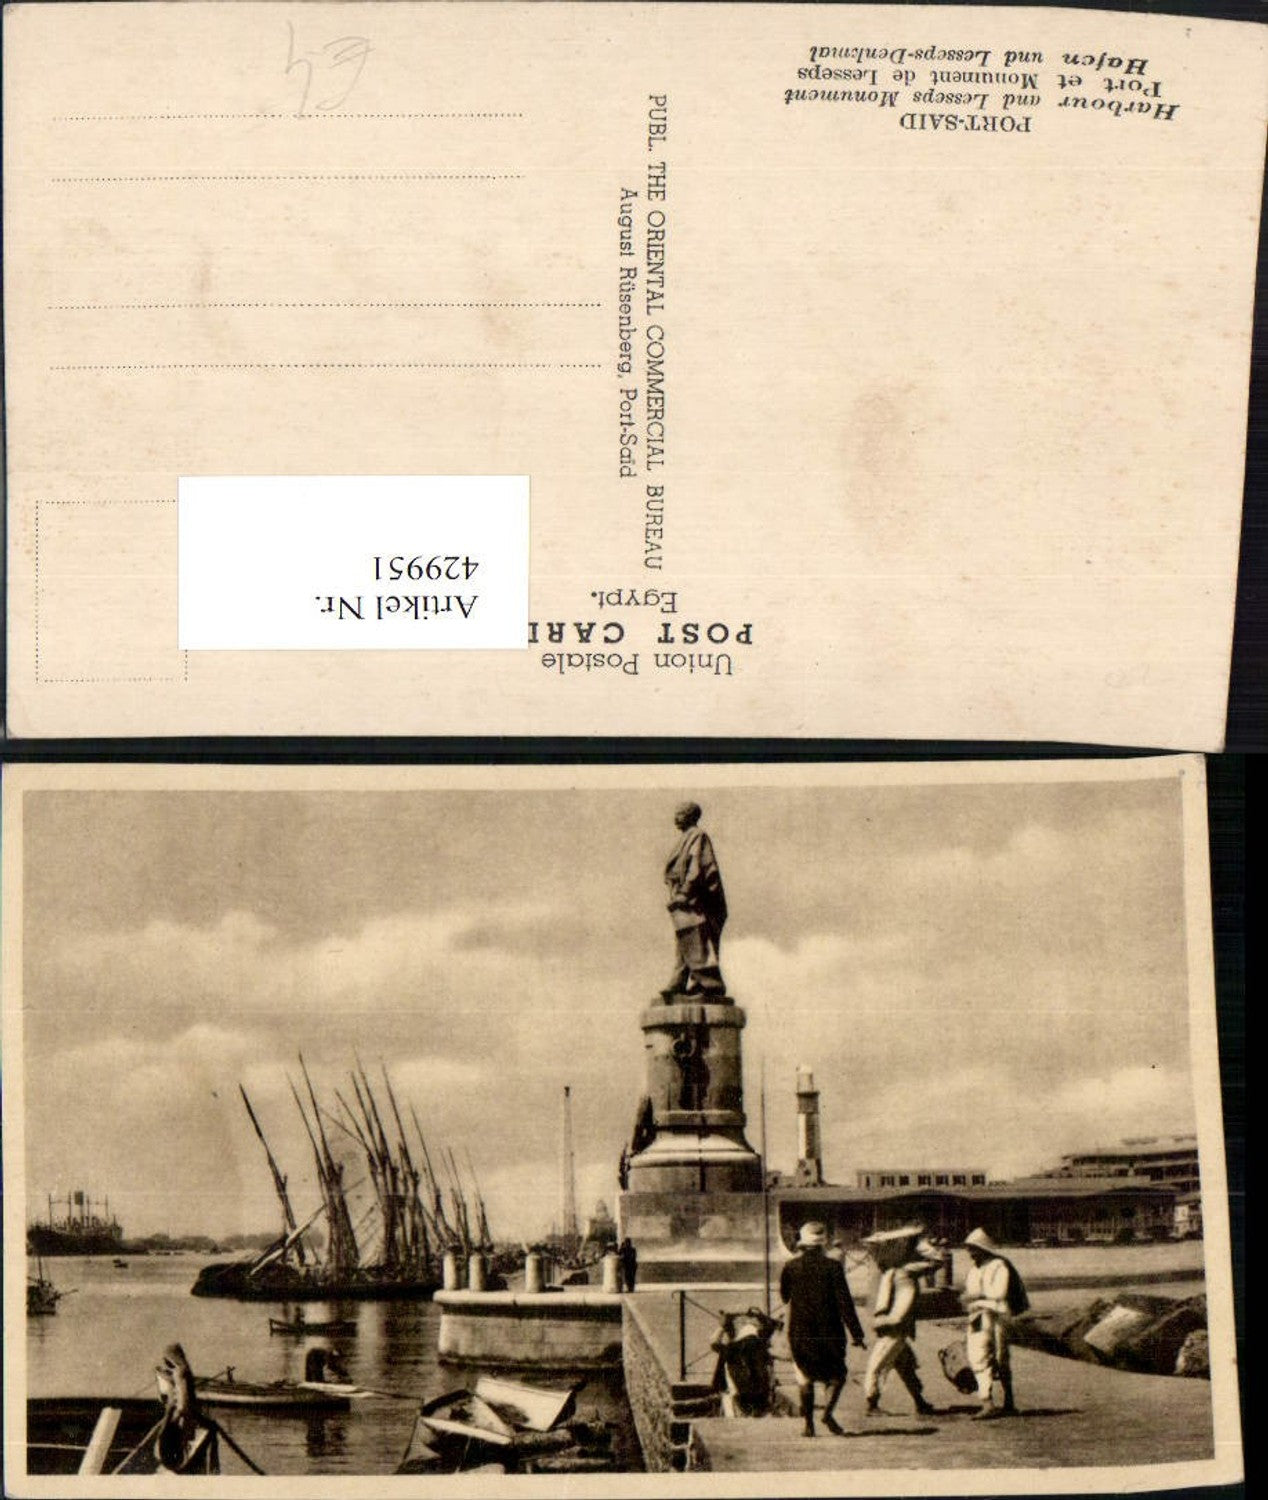 PORT-SAID
Harbour and Lesseps Monument
Port et Monument de Lesseps
Hafen und Lesseps-Denkmal
Union Postale
POST CARD
Egypt.
PUBL. THE ORIENTAL COMMERCIAL BUREAU
August Rüsenberg, Port-Saïd
Artikel Nr.
429951